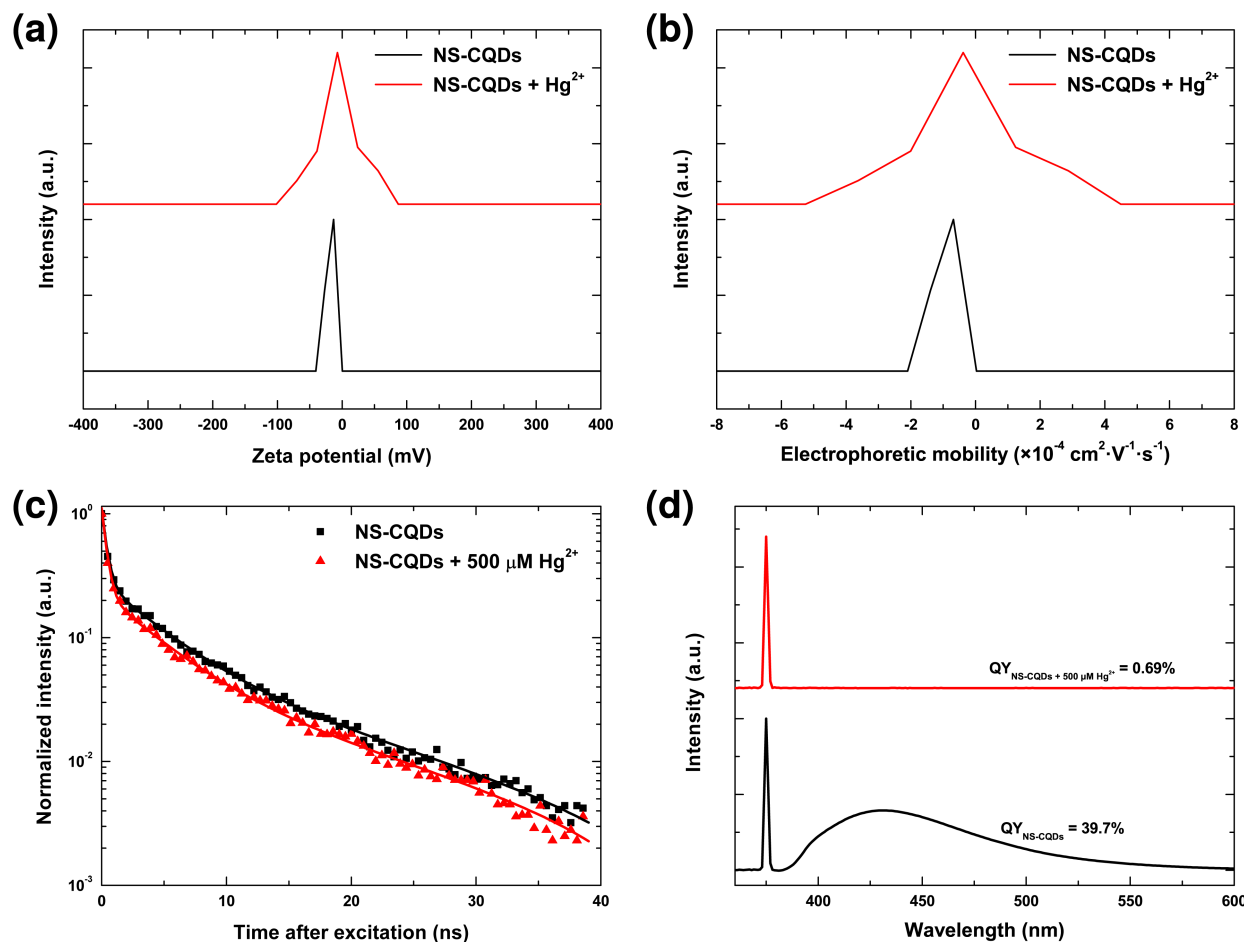 (a)
NS-CQDs
NS-CQDs + Hg²⁺
Intensity (a.u.)
-400 -300 -200 -100 0 100 200 300 400
Zeta potential (mV)
(b)
NS-CQDs
NS-CQDs + Hg²⁺
Intensity (a.u.)
-8 -6 -4 -2 0 2 4 6 8
Electrophoretic mobility (×10⁻⁴ cm²·V⁻¹·s⁻¹)
(c)
NS-CQDs
NS-CQDs + 500 μM Hg²⁺
Normalized intensity (a.u.)
10⁰
10⁻¹
10⁻²
10⁻³
0 10 20 30 40
Time after excitation (ns)
(d)
QY NS-CQDs + 500 μM Hg²⁺ = 0.69%
QY NS-CQDs = 39.7%
Intensity (a.u.)
400 450 500 550 600
Wavelength (nm)